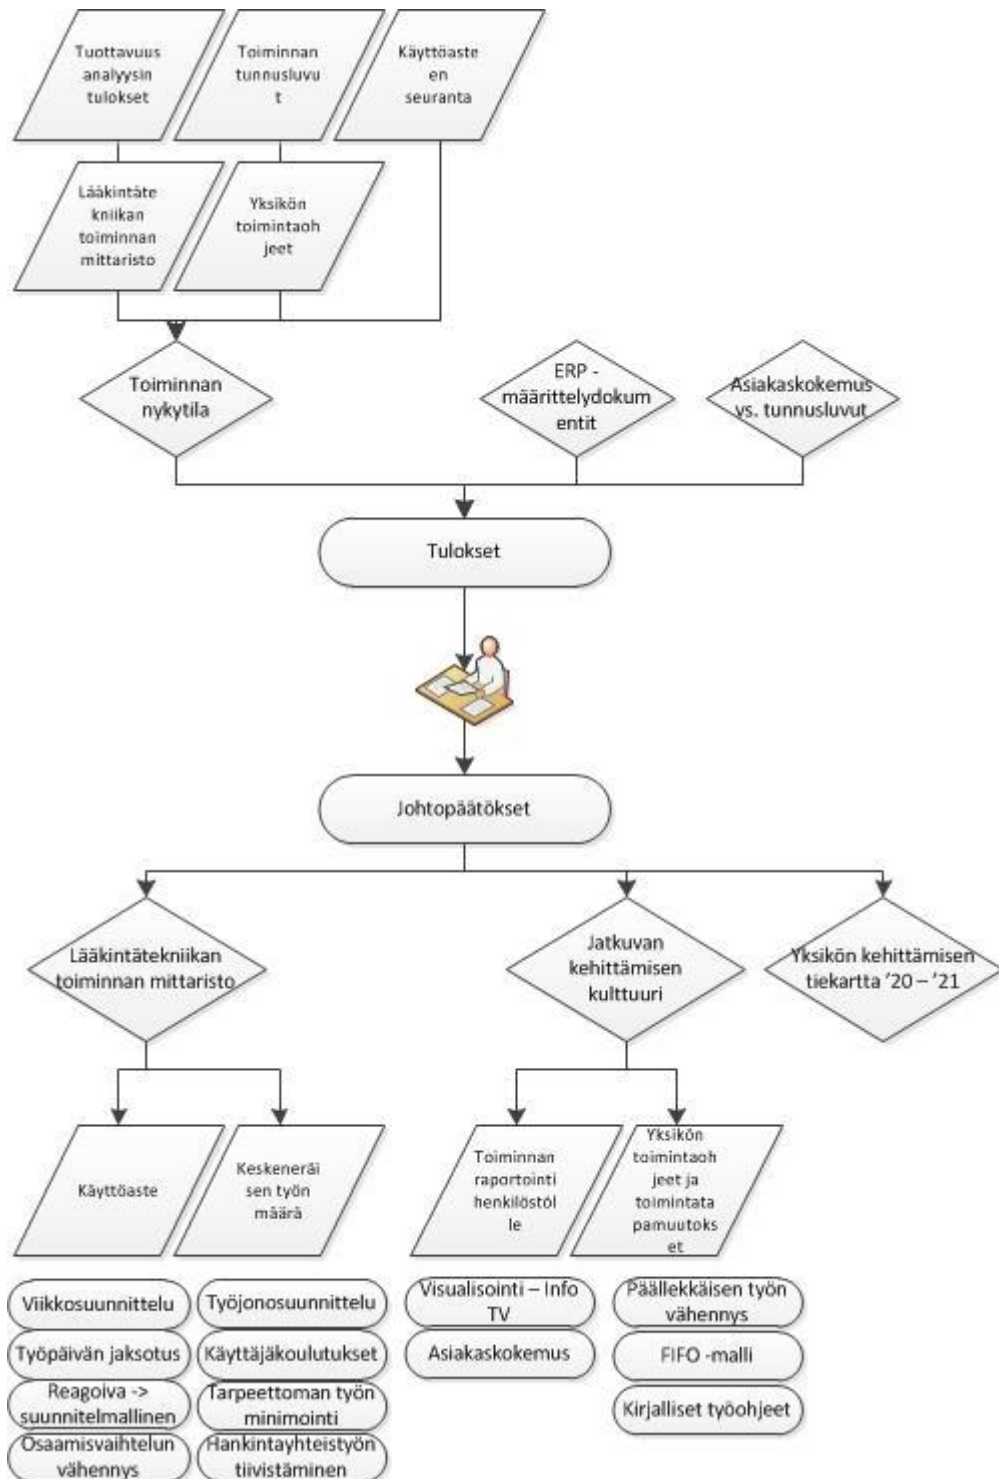 Tuottavuus
analyysin
tulokset
Toiminnan
tunnusluvu
t
Käyttöaste
en
seuranta
Lääkintäte
kniikan
toiminnan
mittaristo
Yksikön
toimintaoh
jeet
Toiminnan
nykytila
ERP -
määrittelydokum
entit
Asiakaskokemus
vs. tunnusluvut
Tulokset
Johtopäätökset
Lääkintätekniikan
toiminnan mittaristo
Jatkuvan
kehittämisen
kulttuuri
Yksikön kehittämisen
tiekartta ’20 – ’21
Käyttöaste
Keskeneräi
sen työn
määrä
Toiminnan
raportointi
henkilöstöl
le
Yksikön
toimintaoh
jeet ja
toimintata
pamuutoks
et
Viikkosuunnittelu
Työpäivän jaksotus
Reagoiva ->
suunnitelmallinen
Osaamisvaihtelun
vähennys
Työjonosuunnittelu
Käyttäjäkoulutukset
Tarpeettoman työn
minimointi
Hankintayhteistyön
tiivistäminen
Visualisointi – Info
TV
Asiakaskokemus
Päällekkäisen työn
vähennys
FIFO -malli
Kirjalliset työohjeet